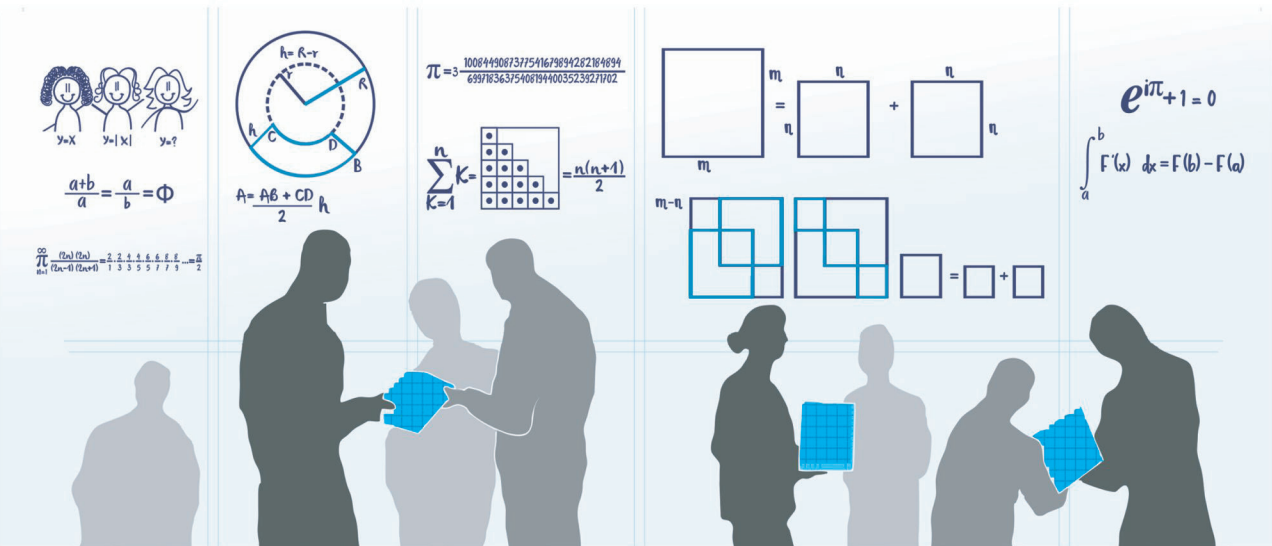 y=x y=|x| y=?
a+b/a = a/b = Φ
∞ π n=1 (2n)(2n)/(2n-1)(2n+1) = 2/1 · 2/3 · 4/3 · 4/5 · 6/5 · 6/7 · 8/7 · 8/9 ... = π/2
h=R-r
r
R
h
C
D
B
A= AB + CD/2 h
π=3 1008449087377541679894282184894/6997183637540819440035239271702
n ∑ K=1 K= =n(n+1)/2
m
m
=
n
n
+
n
n
m-n
= +
e^iπ+1=0
∫ b a F'(x) dx = F(b) - F(a)